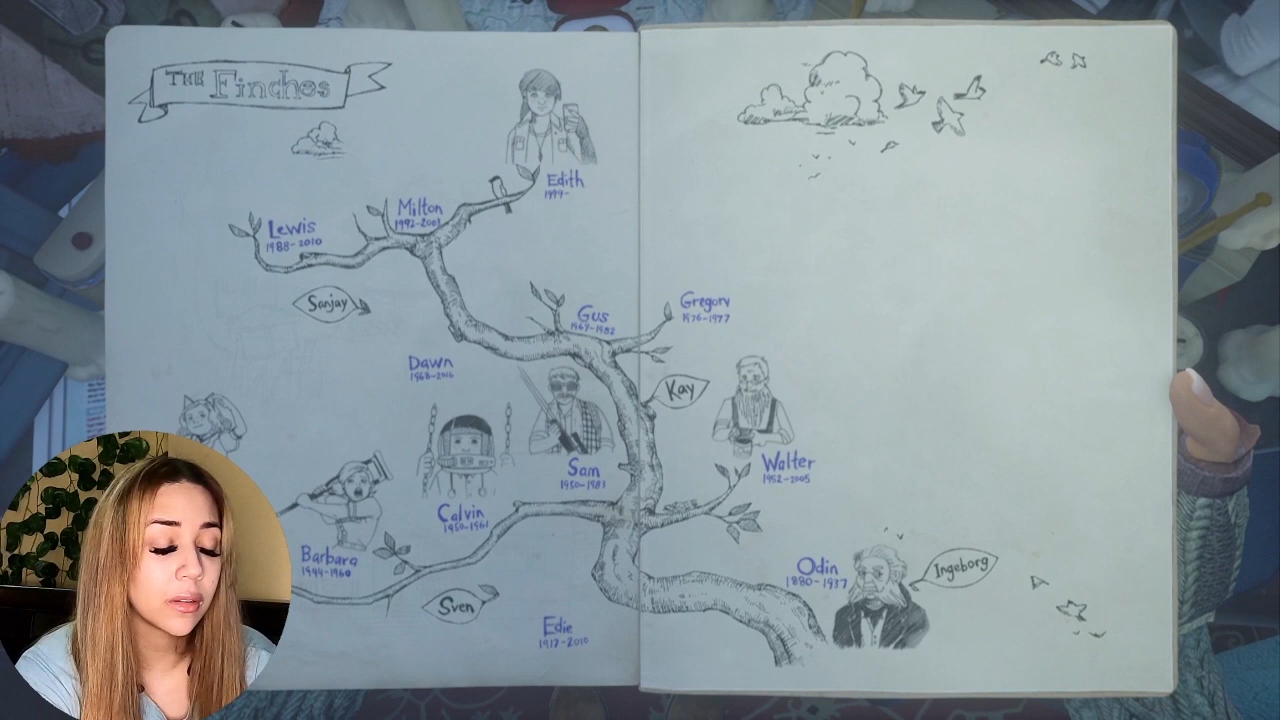 THE Finches
Edith
1999-
Milton
1992-2003
Lewis
1988-2010
Sanjay
Gus
1969-1982
Gregory
1976-1977
Dawn
1968-2016
Kay
Sam
1950-1983
Walter
1952-2005
Calvin
1950-1961
Barbara
1944-1960
Odin
1880-1937
Ingeborg
Sven
Edie
1917-2010